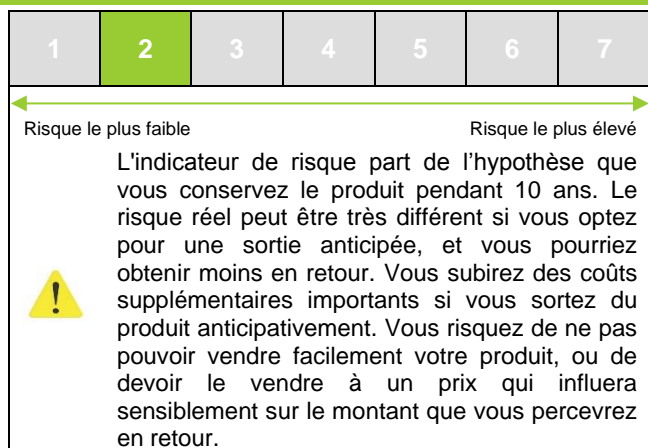 1 2 3 4 5 6 7
Risque le plus faible Risque le plus élevé
L'indicateur de risque part de l’hypothèse que
vous conservez le produit pendant 10 ans. Le
risque réel peut être très différent si vous optez
pour une sortie anticipée, et vous pourriez
obtenir moins en retour. Vous subirez des coûts
supplémentaires importants si vous sortez du
produit anticipativement. Vous risquez de ne pas
pouvoir vendre facilement votre produit, ou de
devoir le vendre à un prix qui influera
sensiblement sur le montant que vous percevrez
en retour.